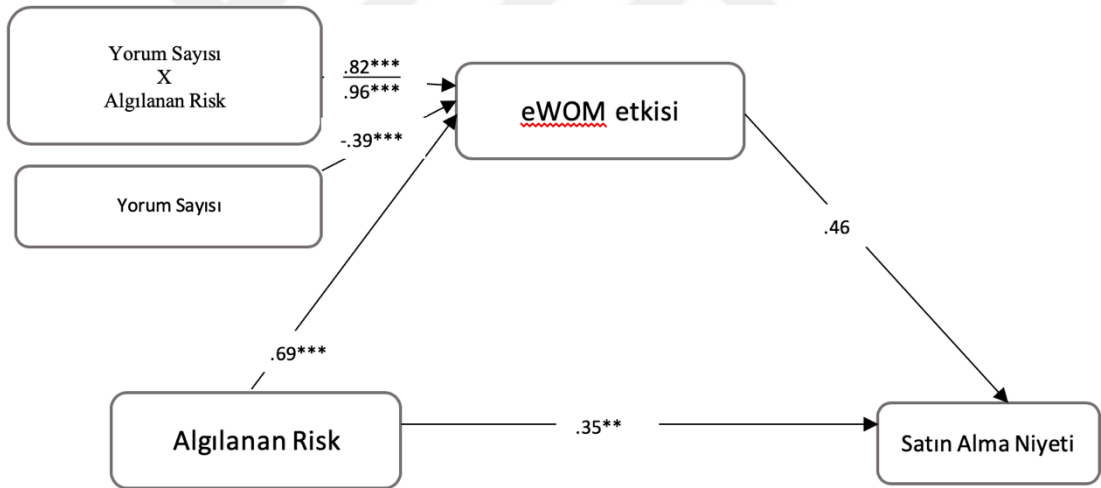 Yorum Sayısı
X
Algılanan Risk
.82***
.96***
eWOM etkisi
-.39***
Yorum Sayısı
.46
.69***
Algılanan Risk
.35**
Satın Alma Niyeti